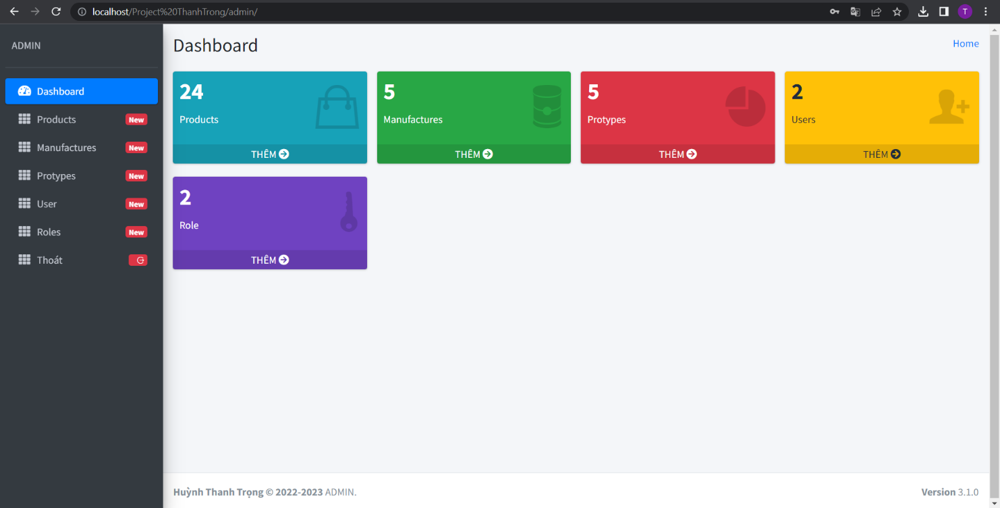 localhost/Project%20ThanhTrong/admin/
T
ADMIN
Dashboard
Products New
Manufactures New
Protypes New
User New
Roles New
Thoát
Dashboard
Home
24
Products
THÊM
5
Manufactures
THÊM
5
Protypes
THÊM
2
Users
THÊM
2
Role
THÊM
Huỳnh Thanh Trọng © 2022-2023 ADMIN.
Version 3.1.0